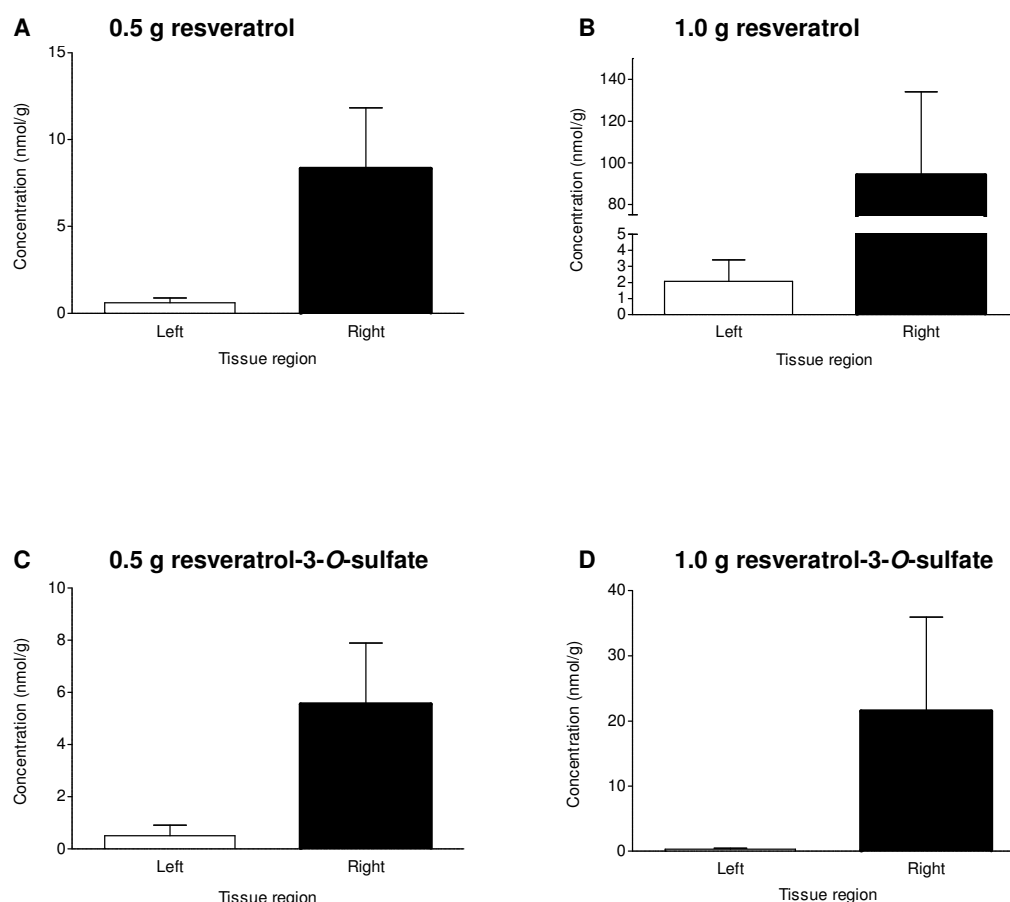 A 0.5 g resveratrol
15
10
5
0
Concentration (nmol/g)
Left Right
Tissue region
B 1.0 g resveratrol
140
120
100
80
5
4
3
2
1
0
Concentration (nmol/g)
Left Right
Tissue region
C 0.5 g resveratrol-3-O-sulfate
10
8
6
4
2
0
Concentration (nmol/g)
Left Right
Tissue region
D 1.0 g resveratrol-3-O-sulfate
40
30
20
10
0
Concentration (nmol/g)
Left Right
Tissue region